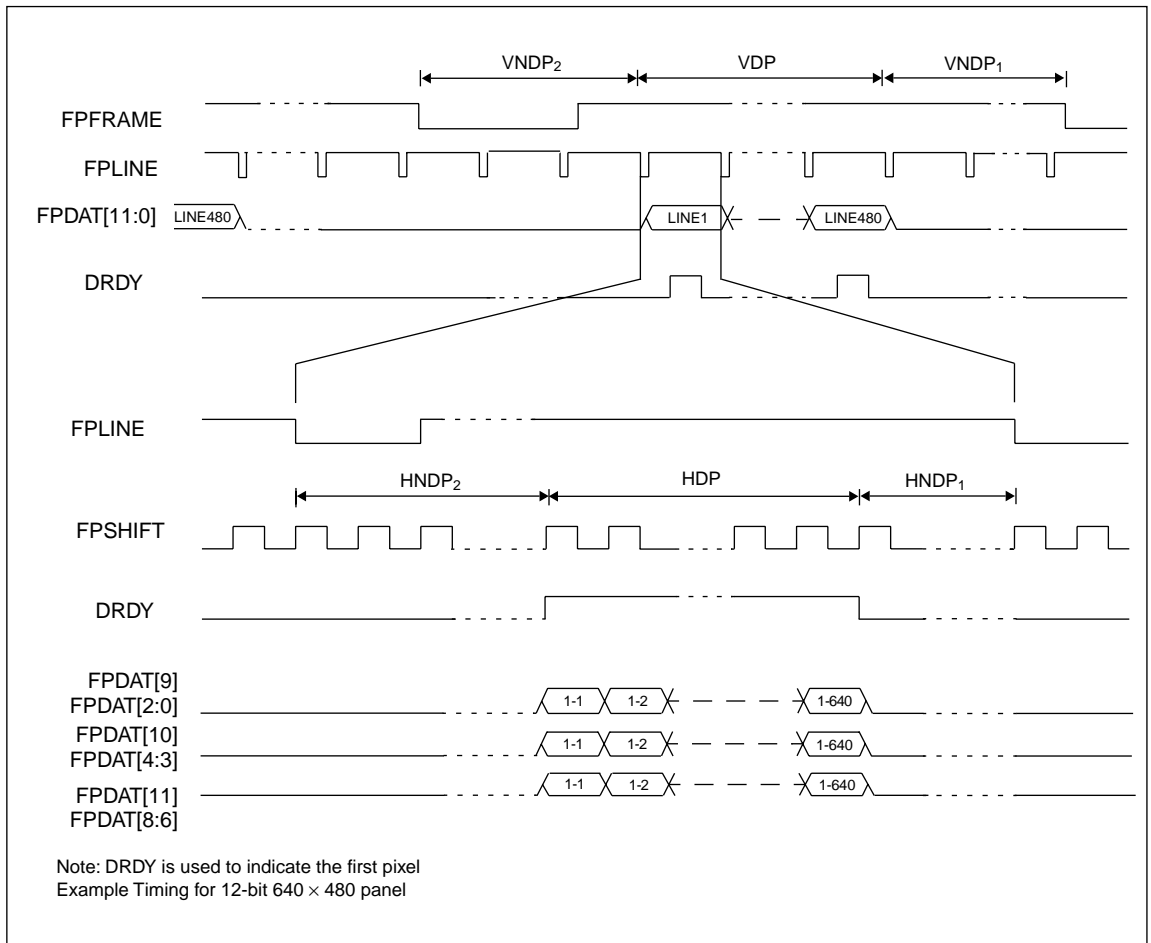 VNDP2 VDP VNDP1
FPFRAME
FPLINE
FPDAT[11:0] LINE480 LINE1 LINE480
DRDY
FPLINE
HNDP2 HDP HNDP1
FPSHIFT
DRDY
FPDAT[9]
FPDAT[2:0] 1-1 1-2 1-640
FPDAT[10]
FPDAT[4:3] 1-1 1-2 1-640
FPDAT[11] 1-1 1-2 1-640
FPDAT[8:6]
Note: DRDY is used to indicate the first pixel
Example Timing for 12-bit 640 × 480 panel